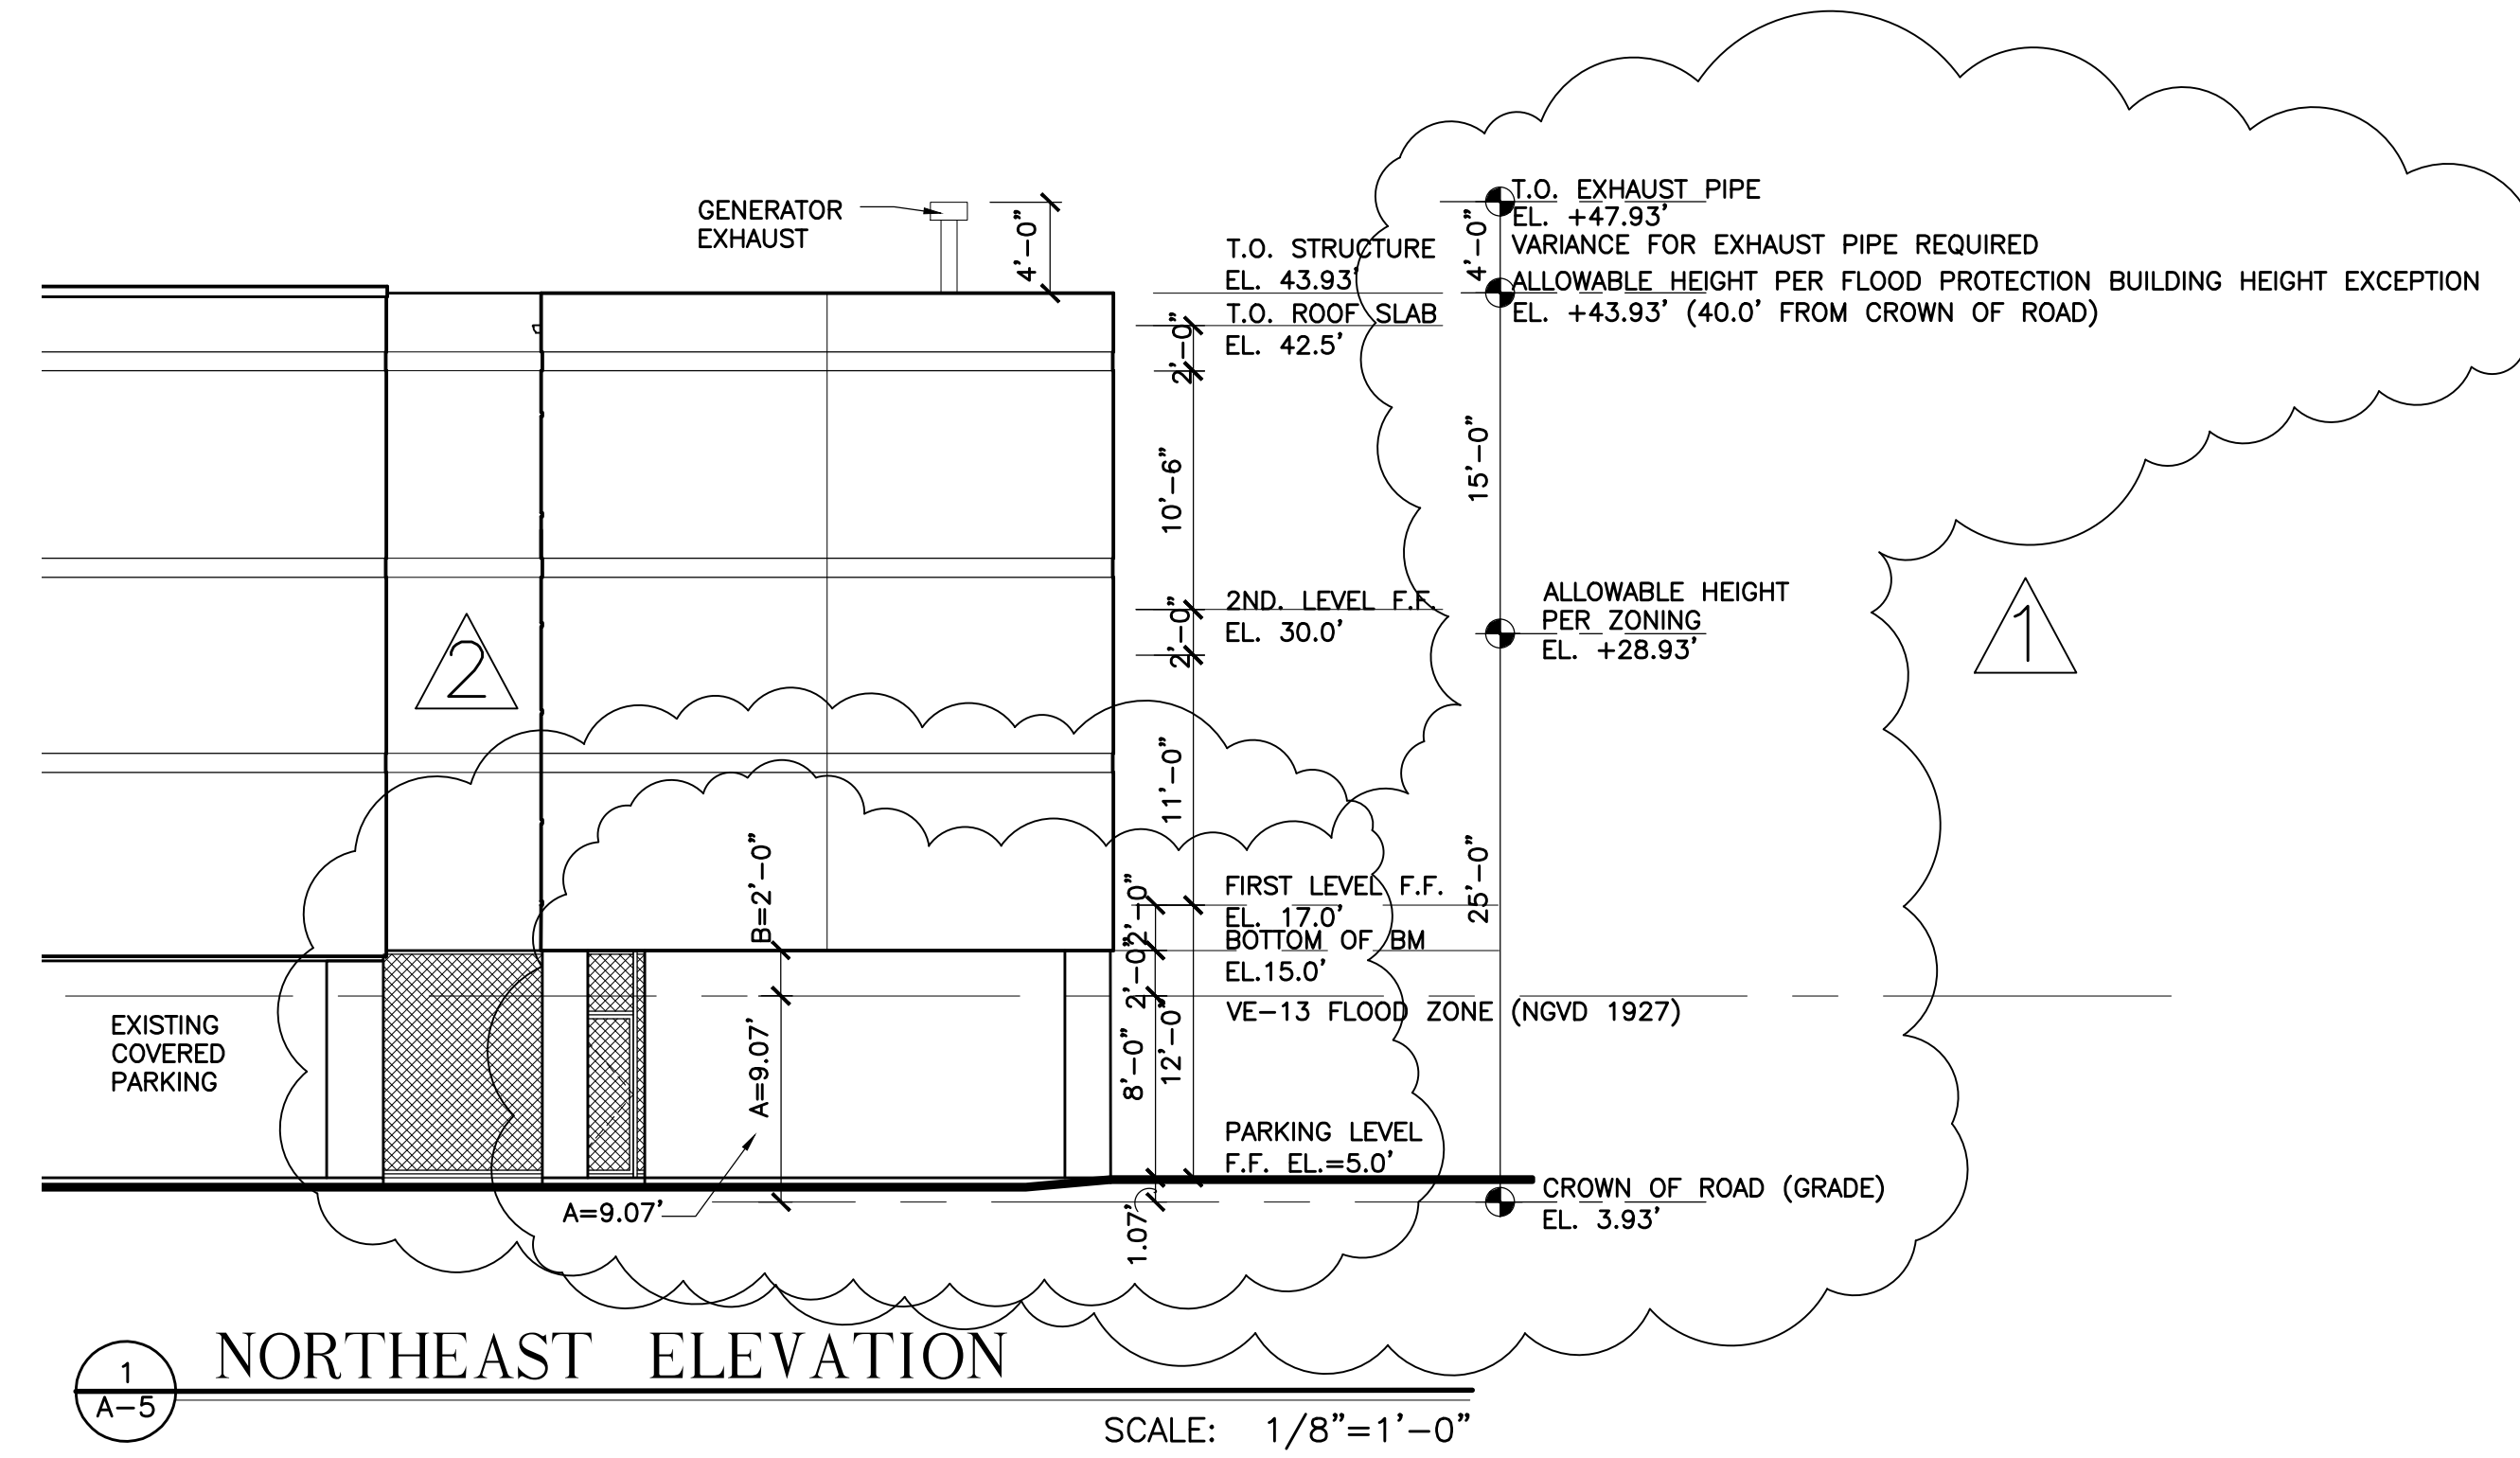 GENERATOR
EXHAUST
4'-0"
T.O. STRUCTURE
EL. 43.93'
T.O. ROOF SLAB
EL. 42.5'
4'-0"
T.O. EXHAUST PIPE
EL. +47.93'
VARIANCE FOR EXHAUST PIPE REQUIRED
ALLOWABLE HEIGHT PER FLOOD PROTECTION BUILDING HEIGHT EXCEPTION
EL. +43.93' (40.0' FROM CROWN OF ROAD)
2'-0"
10'-6"
15'-0"
2ND. LEVEL F.F.
EL. 30.0'
2'-0"
ALLOWABLE HEIGHT
PER ZONING
EL. +28.93'
1
2
11'-0"
25'-0"
B=2'-0"
2'-0"
FIRST LEVEL F.F.
EL. 17.0'
BOTTOM OF BM
EL.15.0'
2'-0"
VE-13 FLOOD ZONE (NGVD 1927)
EXISTING
COVERED
PARKING
A=9.07'
8'-0"
12'-0"
PARKING LEVEL
F.F. EL.=5.0'
A=9.07'
1.07'
CROWN OF ROAD (GRADE)
EL. 3.93'
1
A-5
NORTHEAST ELEVATION
SCALE: 1/8"=1'-0"